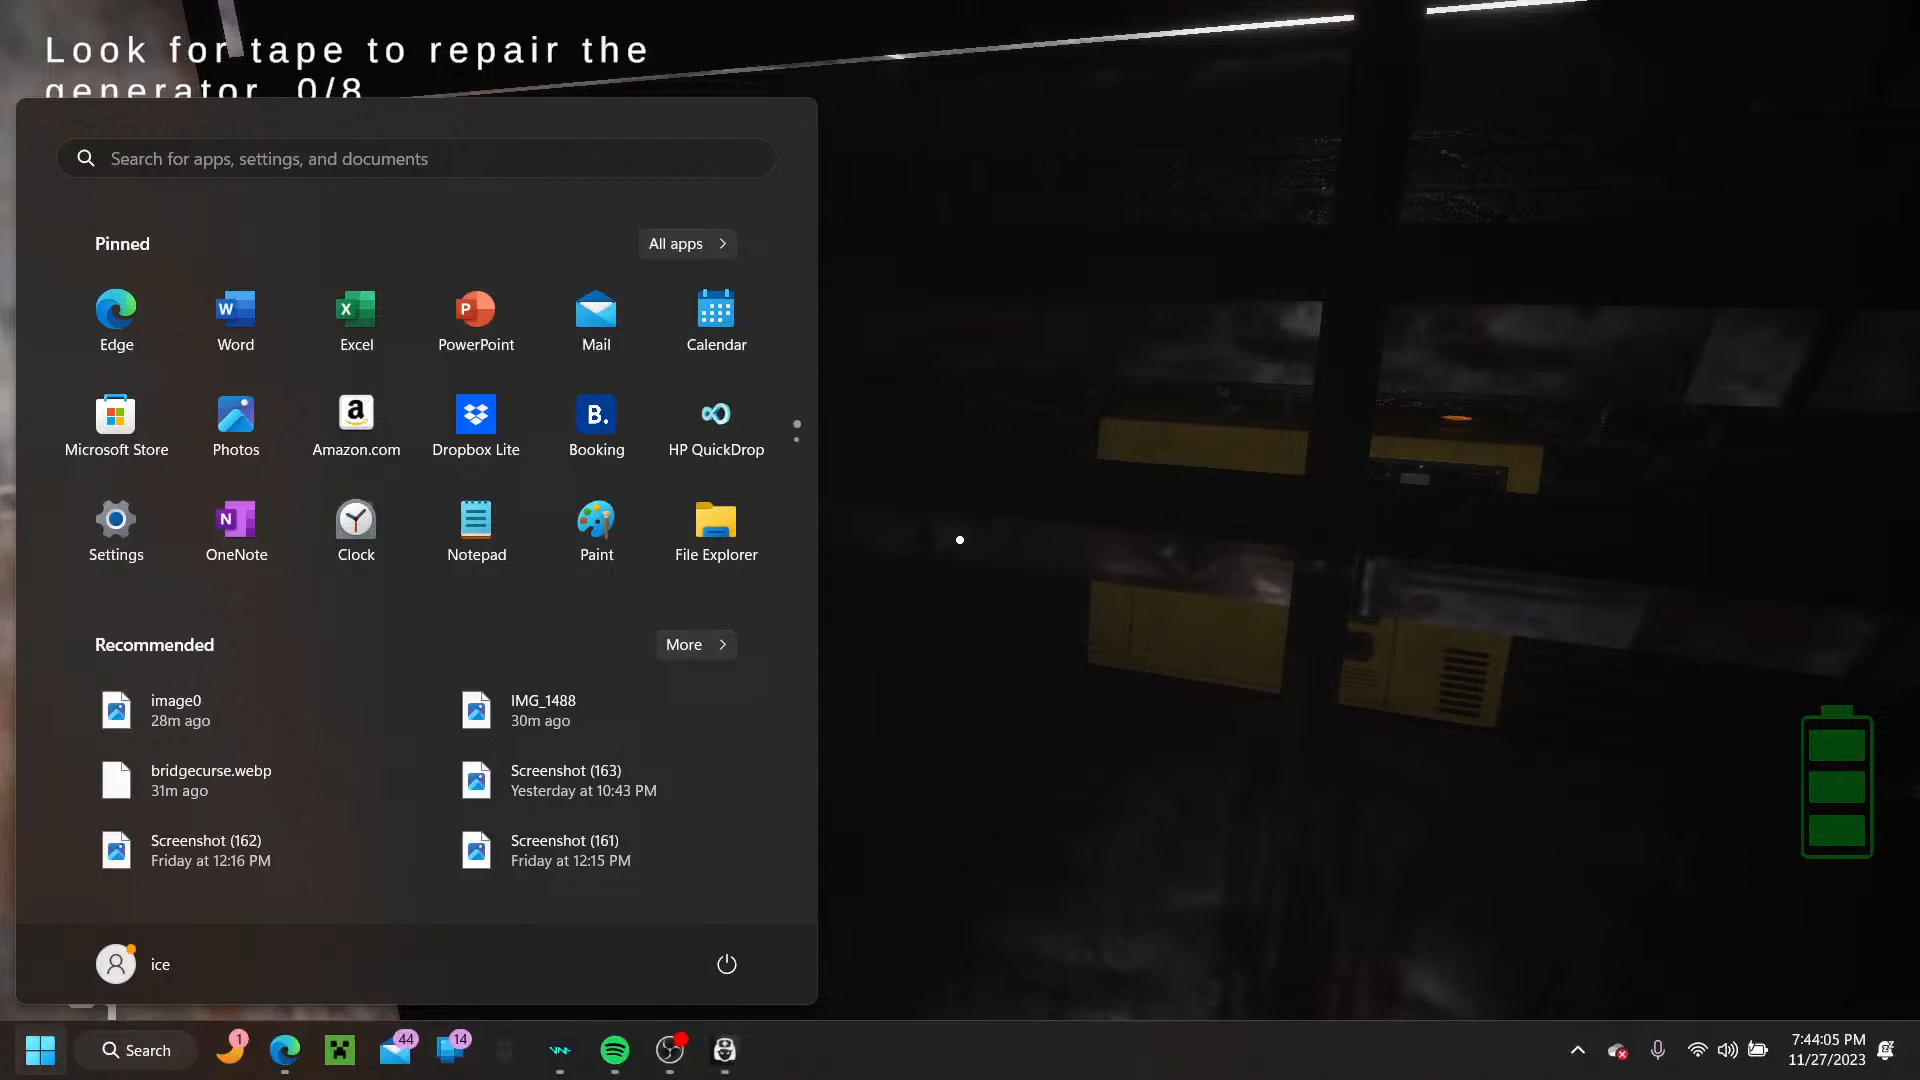 Look for tape to repair the
generator. 0/8
Search for apps, settings, and documents
Pinned
All apps
Edge
Word
Excel
PowerPoint
Mail
Calendar
Microsoft Store
Photos
Amazon.com
Dropbox Lite
Booking
HP QuickDrop
Settings
OneNote
Clock
Notepad
Paint
File Explorer
Recommended
More
image0
28m ago
IMG_1488
30m ago
bridgecurse.webp
31m ago
Screenshot (163)
Yesterday at 10:43 PM
Screenshot (162)
Friday at 12:16 PM
Screenshot (161)
Friday at 12:15 PM
ice
Search
1
44
14
7:44:05 PM
11/27/2023